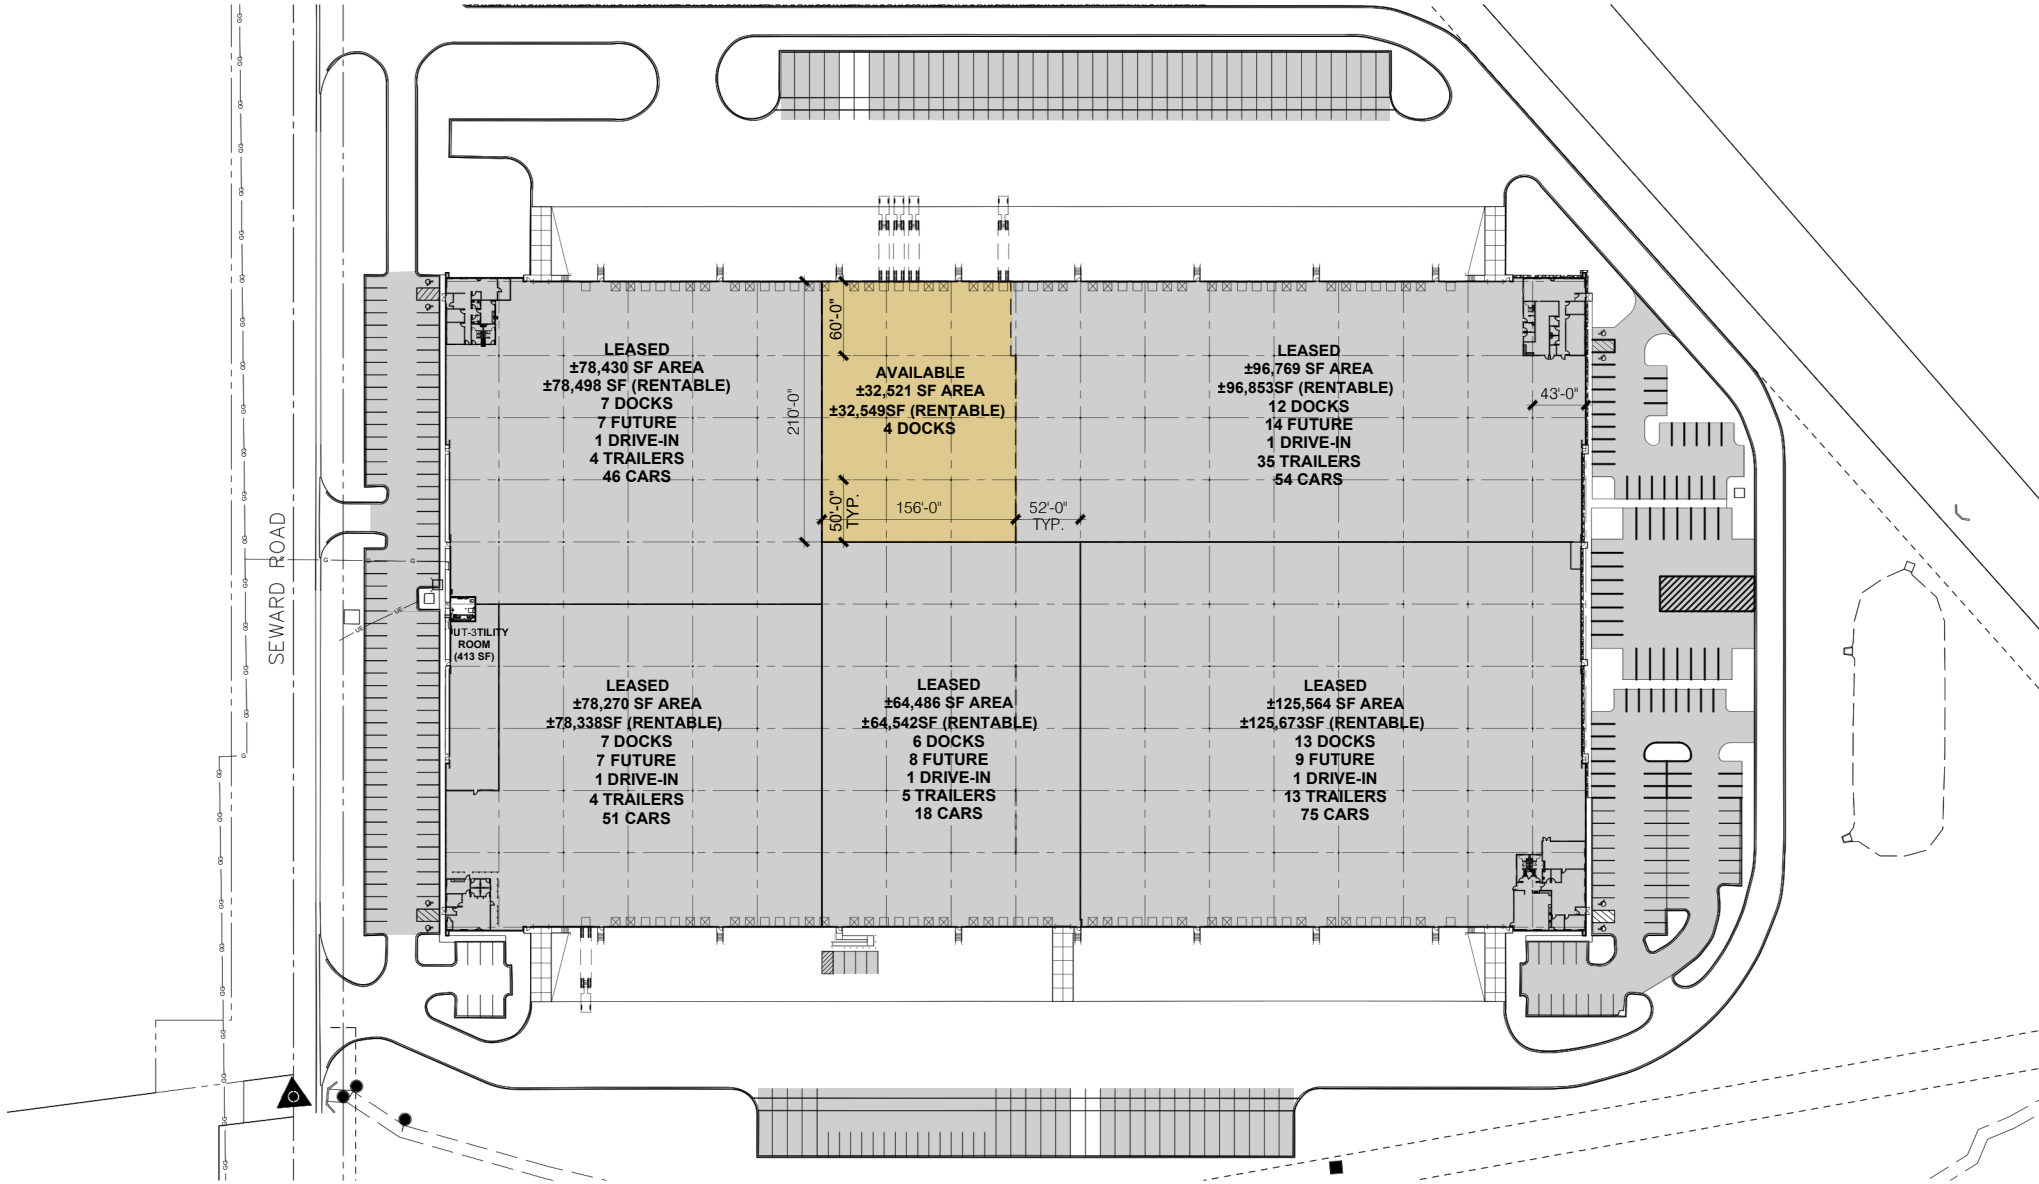 LEASED
±78,430 SF AREA
±78,498 SF (RENTABLE)
7 DOCKS
7 FUTURE
1 DRIVE-IN
4 TRAILERS
46 CARS
210'-0"
60'-0"
AVAILABLE
±32,521 SF AREA
±32,549SF (RENTABLE)
4 DOCKS
50'-0"
TYP.
156'-0"
52'-0"
TYP.
LEASED
±96,769 SF AREA
±96,853SF (RENTABLE)
12 DOCKS
14 FUTURE
1 DRIVE-IN
35 TRAILERS
54 CARS
43'-0"
SEWARD ROAD
UT-3TILITY
ROOM
(413 SF)
LEASED
±78,270 SF AREA
±78,338SF (RENTABLE)
7 DOCKS
7 FUTURE
1 DRIVE-IN
4 TRAILERS
51 CARS
LEASED
±64,486 SF AREA
±64,542SF (RENTABLE)
6 DOCKS
8 FUTURE
1 DRIVE-IN
5 TRAILERS
18 CARS
LEASED
±125,564 SF AREA
±125,673SF (RENTABLE)
13 DOCKS
9 FUTURE
1 DRIVE-IN
13 TRAILERS
75 CARS